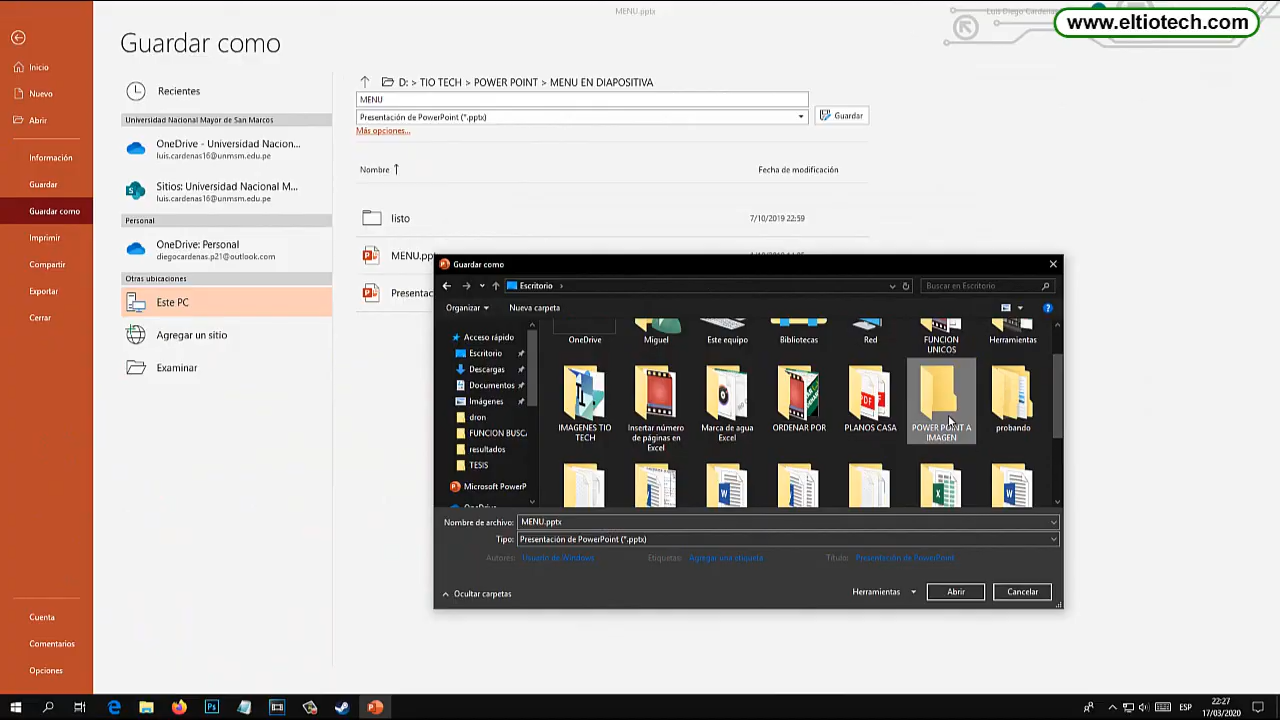 MENU.pptx
Luis Diego Cardenas
www.eltiotech.com
Guardar como
Inicio
Nuevo
Abrir
Información
Guardar
Guardar como
Imprimir
Compartir
Exportar
Cerrar
Cuenta
Comentarios
Opciones
Recientes
Universidad Nacional Mayor de San Marcos
OneDrive - Universidad Nacion...
luis.cardenas16@unmsm.edu.pe
Sitios: Universidad Nacional M...
luis.cardenas16@unmsm.edu.pe
Personal
OneDrive: Personal
diegocardenas.p21@outlook.com
Otras ubicaciones
Este PC
Agregar un sitio
Examinar
D: > TIO TECH > POWER POINT > MENU EN DIAPOSITIVA
MENU
Presentación de PowerPoint (*.pptx)
Guardar
Más opciones...
Nombre ↑
Fecha de modificación
listo
7/10/2019 22:59
MENU.pp
Presentac
Guardar como
Escritorio
Buscar en Escritorio
Organizar
Nueva carpeta
Acceso rápido
Escritorio
Descargas
Documentos
Imágenes
dron
FUNCION BUSCA
resultados
TESIS
Microsoft PowerP
OneDrive
Miguel
Este equipo
Bibliotecas
Red
FUNCION
UNICOS
Herramientas
IMAGENES TIO
TECH
Insertar número
de páginas en
Excel
Marca de agua
Excel
ORDENAR POR
PLANOS CASA
POWER POINT A
IMAGEN
probando
Nombre de archivo: MENU.pptx
Tipo: Presentación de PowerPoint (*.pptx)
Autores: Usuario de Windows
Etiquetas: Agregar una etiqueta
Título: Presentación de PowerPoint
Ocultar carpetas
Herramientas
Abrir
Cancelar
ESP
22:27
17/03/2020